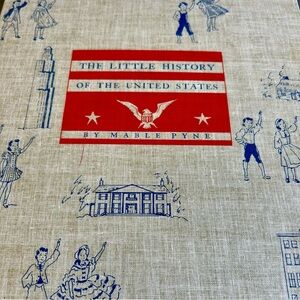 THE LITTLE HISTORY
OF THE UNITED STATES
BY MABLE PYNE